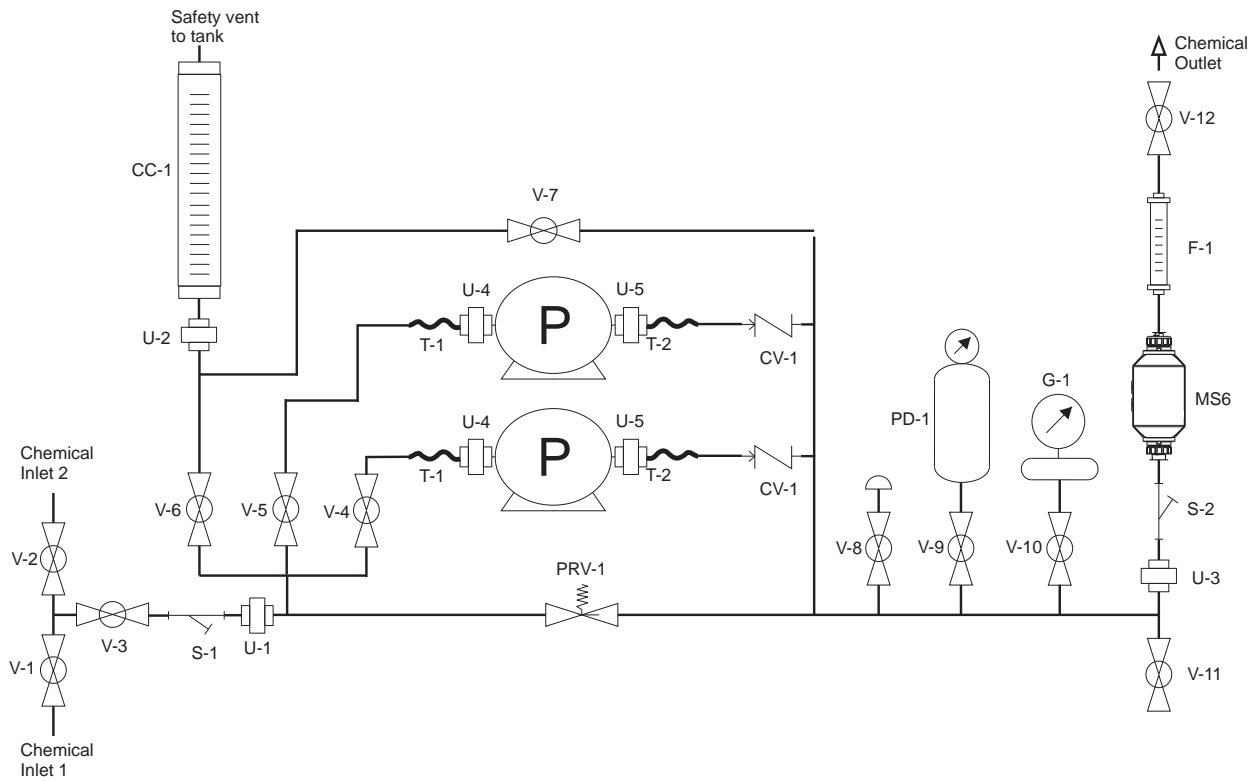 Safety vent
to tank
Chemical
Outlet
V-12
CC-1
V-7
F-1
U-4
U-5
P
U-2
T-1
T-2
CV-1
G-1
MS6
PD-1
U-4
U-5
P
Chemical
Inlet 2
T-1
T-2
CV-1
V-6
V-5
V-4
S-2
V-2
V-8
V-9
V-10
PRV-1
U-3
V-3
S-1
U-1
V-1
V-11
Chemical
Inlet 1